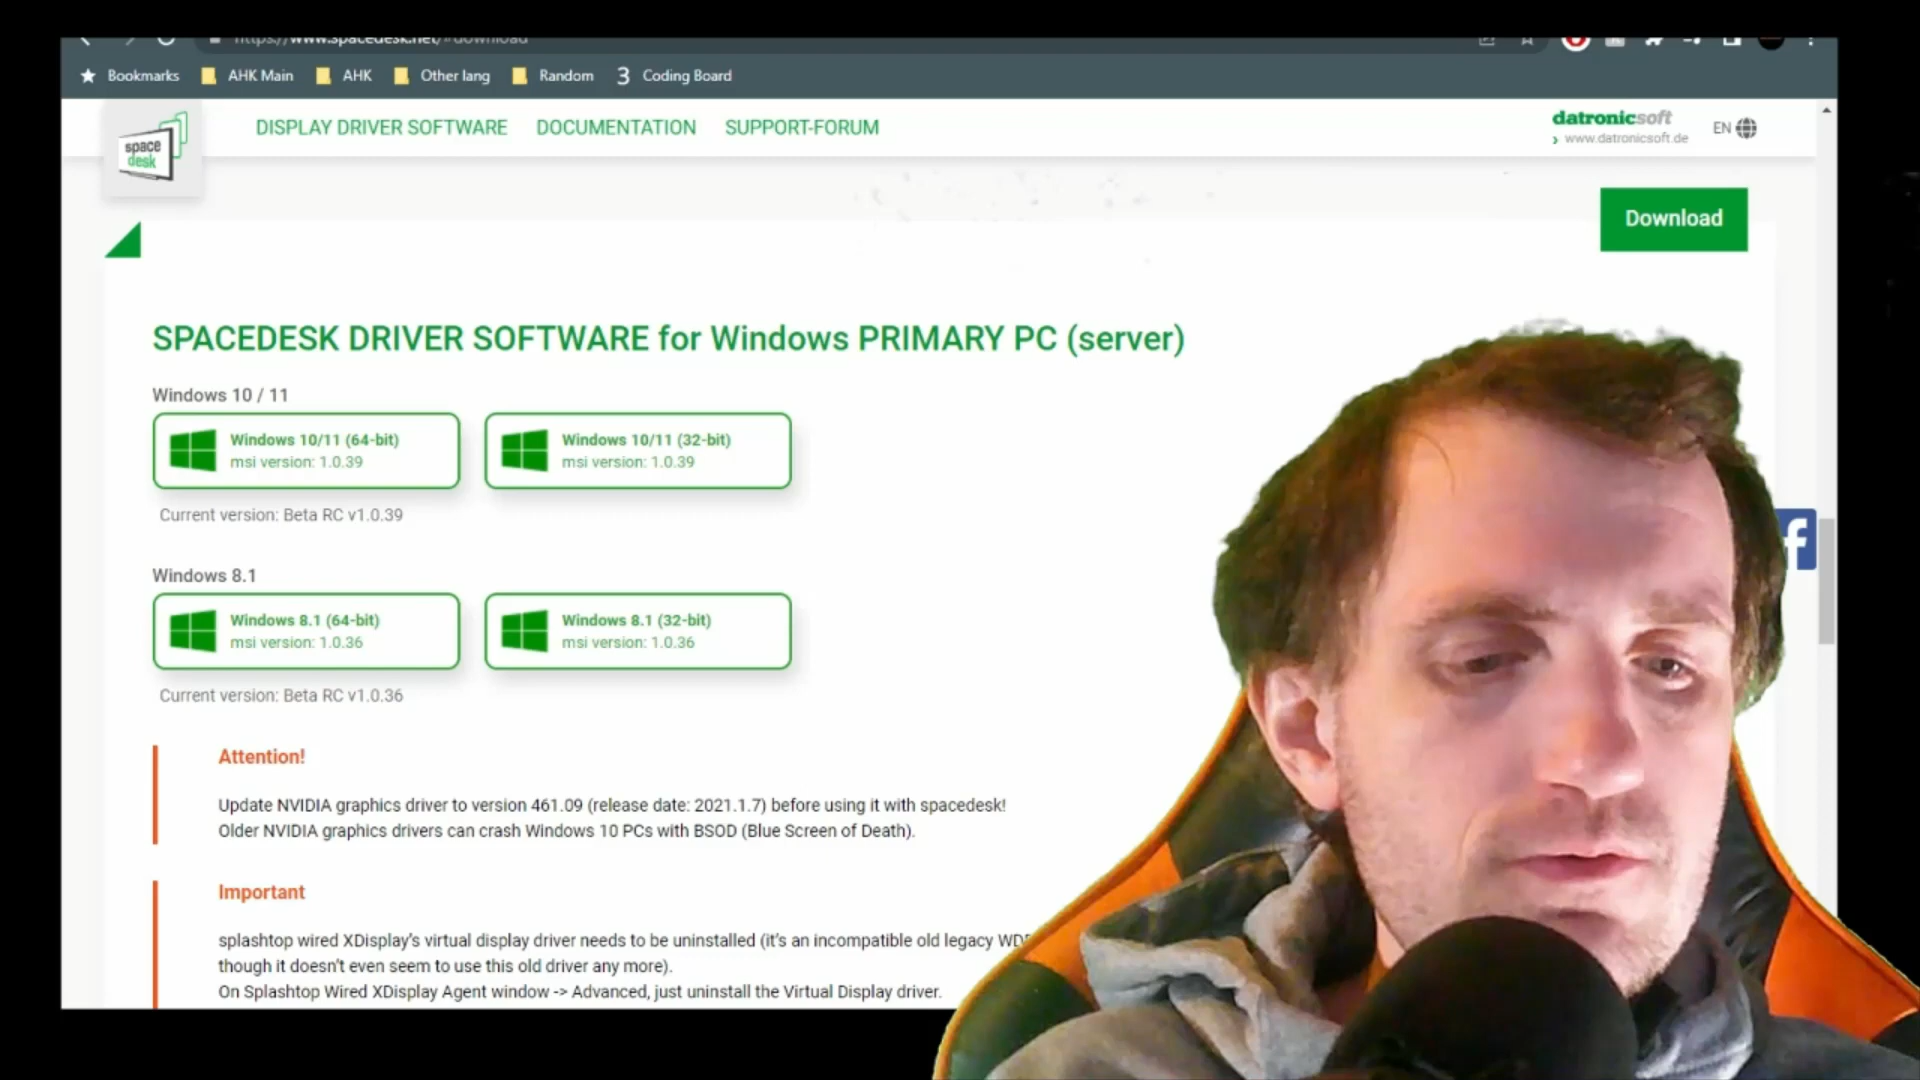 https://www.spacedesk.net/#download
Bookmarks AHK Main AHK Other lang Random 3 Coding Board
space
desk
DISPLAY DRIVER SOFTWARE DOCUMENTATION SUPPORT-FORUM
datronicsoft
› www.datronicsoft.de
EN
Download
SPACEDESK DRIVER SOFTWARE for Windows PRIMARY PC (server)
Windows 10 / 11
Windows 10/11 (64-bit) Windows 10/11 (32-bit)
msi version: 1.0.39 msi version: 1.0.39
Current version: Beta RC v1.0.39
f
Windows 8.1
Windows 8.1 (64-bit) Windows 8.1 (32-bit)
msi version: 1.0.36 msi version: 1.0.36
Current version: Beta RC v1.0.36
Attention!
Update NVIDIA graphics driver to version 461.09 (release date: 2021.1.7) before using it with spacedesk!
Older NVIDIA graphics drivers can crash Windows 10 PCs with BSOD (Blue Screen of Death).
Important
splashtop wired XDisplay’s virtual display driver needs to be uninstalled (it’s an incompatible old legacy
though it doesn’t even seem to use this old driver any more).
On Splashtop Wired XDisplay Agent window -> Advanced, just uninstall the Virtual Display driver.